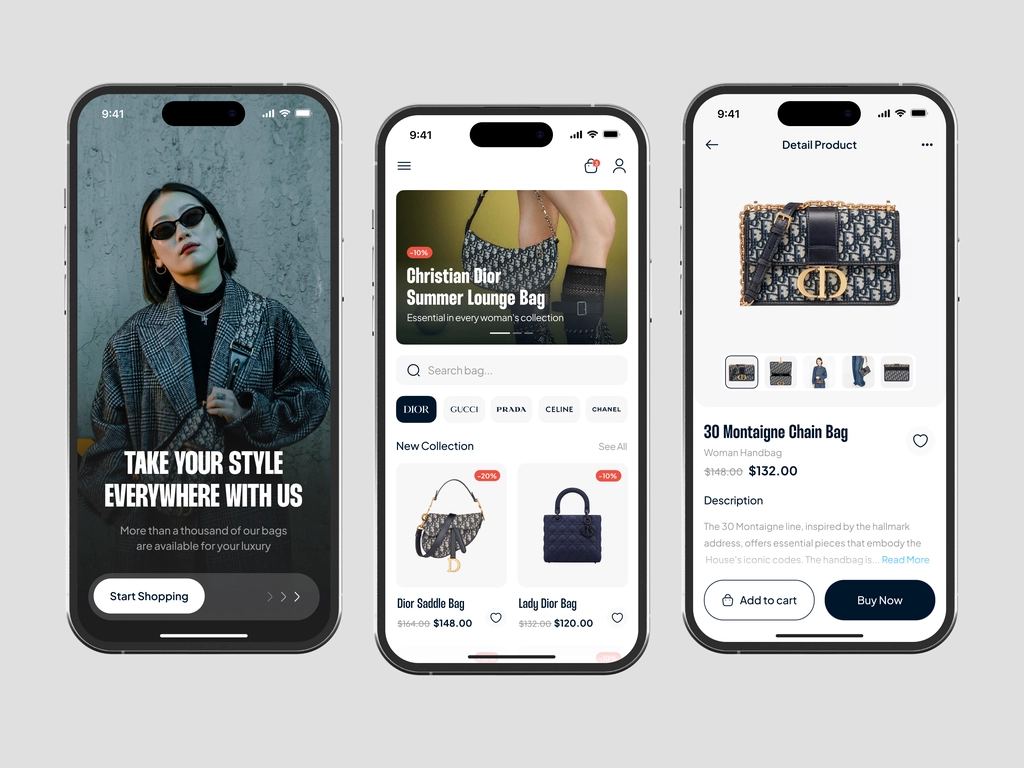 9:41
TAKE YOUR STYLE
EVERYWHERE WITH US
More than a thousand of our bags
are available for your luxury
Start Shopping
9:41
-10%
Christian Dior
Summer Lounge Bag
Essential in every woman's collection
Search bag...
DIOR
GUCCI
PRADA
CELINE
CHANEL
New Collection
See All
-20%
-10%
Dior Saddle Bag
$164.00 $148.00
Lady Dior Bag
$132.00 $120.00
9:41
Detail Product
30 Montaigne Chain Bag
Woman Handbag
$148.00 $132.00
Description
The 30 Montaigne line, inspired by the hallmark
address, offers essential pieces that embody the
House's iconic codes. The handbag is... Read More
Add to cart
Buy Now